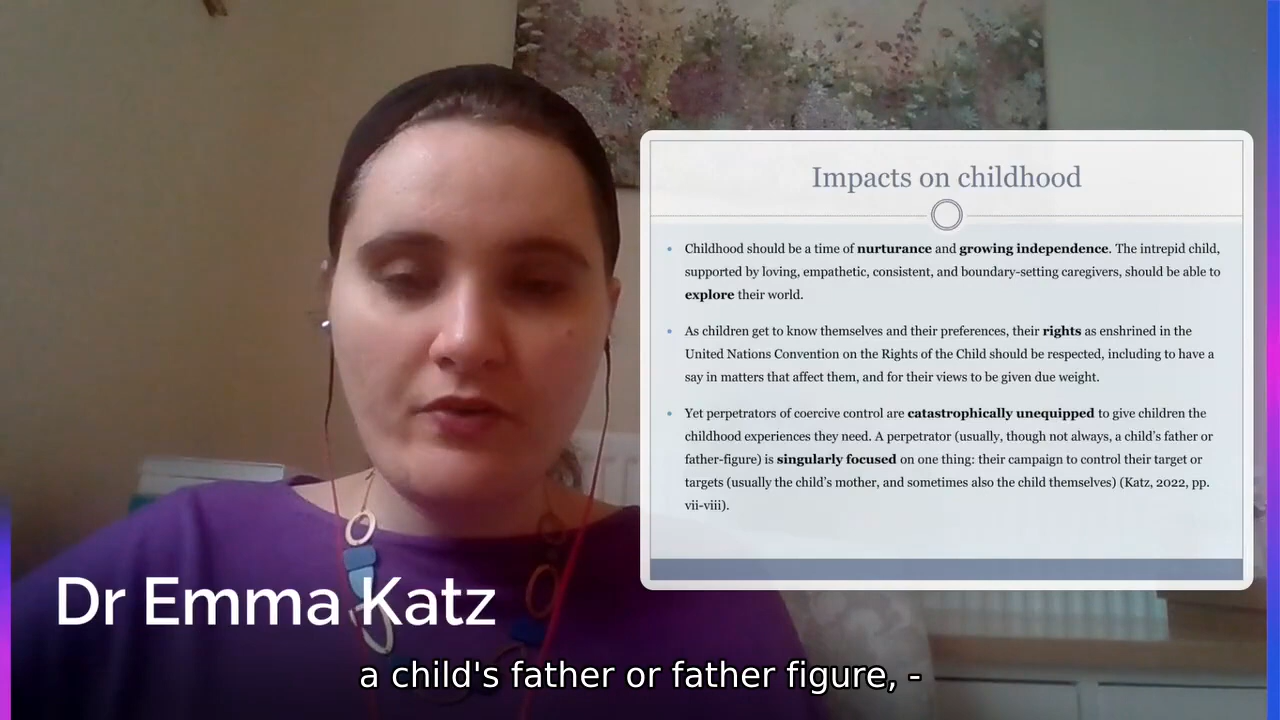 Impacts on childhood
• Childhood should be a time of nurturance and growing independence. The intrepid child,
supported by loving, empathetic, consistent, and boundary-setting caregivers, should be able to
explore their world.
• As children get to know themselves and their preferences, their rights as enshrined in the
United Nations Convention on the Rights of the Child should be respected, including to have a
say in matters that affect them, and for their views to be given due weight.
• Yet perpetrators of coercive control are catastrophically unequipped to give children the
childhood experiences they need. A perpetrator (usually, though not always, a child's father or
father-figure) is singularly focused on one thing: their campaign to control their target or
targets (usually the child's mother, and sometimes also the child themselves) (Katz, 2022, pp.
vii-viii).
Dr Emma Katz
a child's father or father figure, -